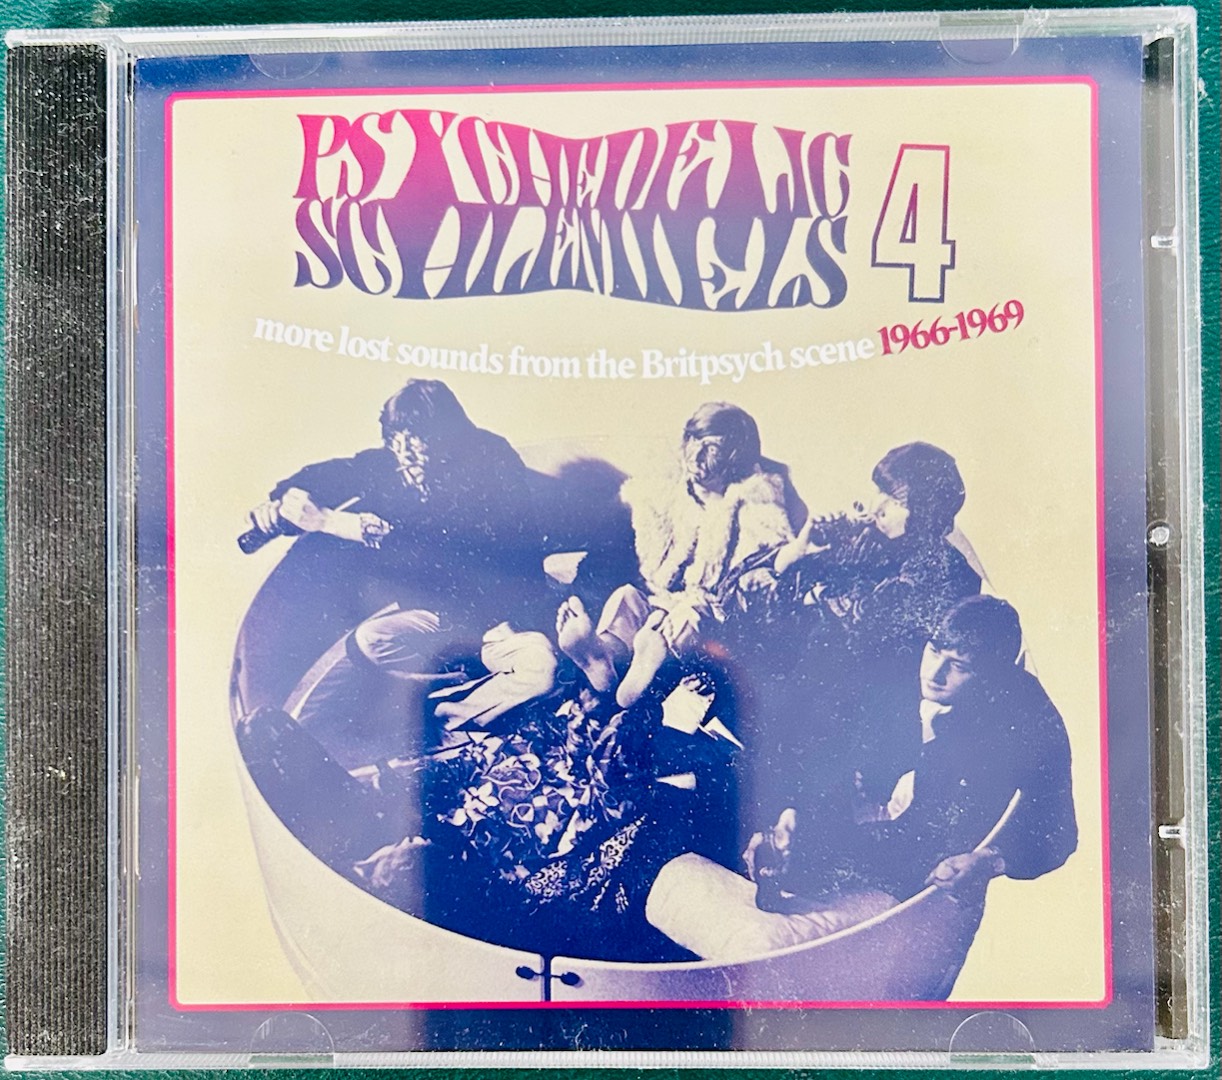 PSYCHEDELIC
SCHLEMIELS
4
more lost sounds from the Britpsych scene 1966-1969